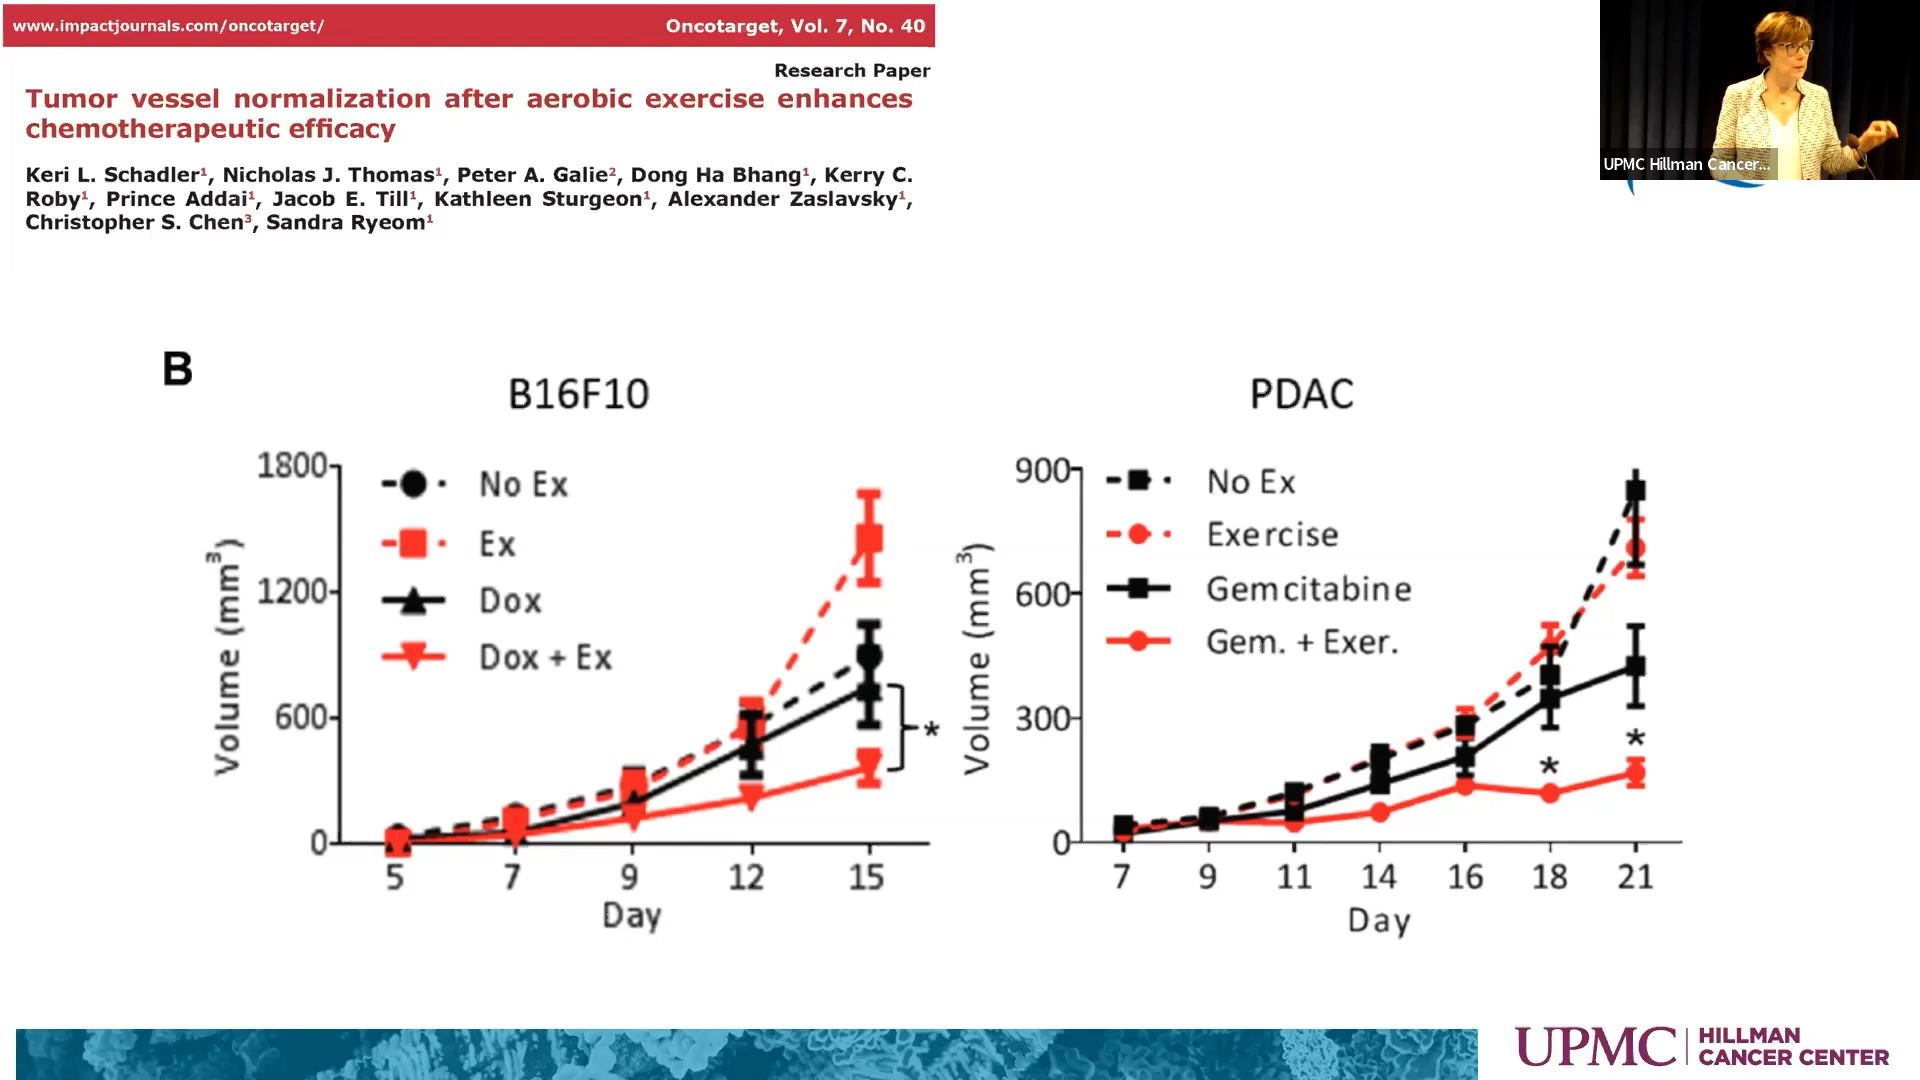 www.impactjournals.com/oncotarget/
Oncotarget, Vol. 7, No. 40
Research Paper
Tumor vessel normalization after aerobic exercise enhances
chemotherapeutic efficacy
Keri L. Schadler1, Nicholas J. Thomas1, Peter A. Galie2, Dong Ha Bhang1, Kerry C.
Roby1, Prince Addai1, Jacob E. Till1, Kathleen Sturgeon1, Alexander Zaslavsky1,
Christopher S. Chen3, Sandra Ryeom1
UPMC Hillman Cancer...
B
B16F10
1800
1200
600
0
Volume (mm3)
No Ex
Ex
Dox
Dox + Ex
*
5 7 9 12 15
Day
PDAC
900
600
300
0
Volume (mm3)
No Ex
Exercise
Gemcitabine
Gem. + Exer.
*
*
7 9 11 14 16 18 21
Day
UPMC
HILLMAN
CANCER CENTER